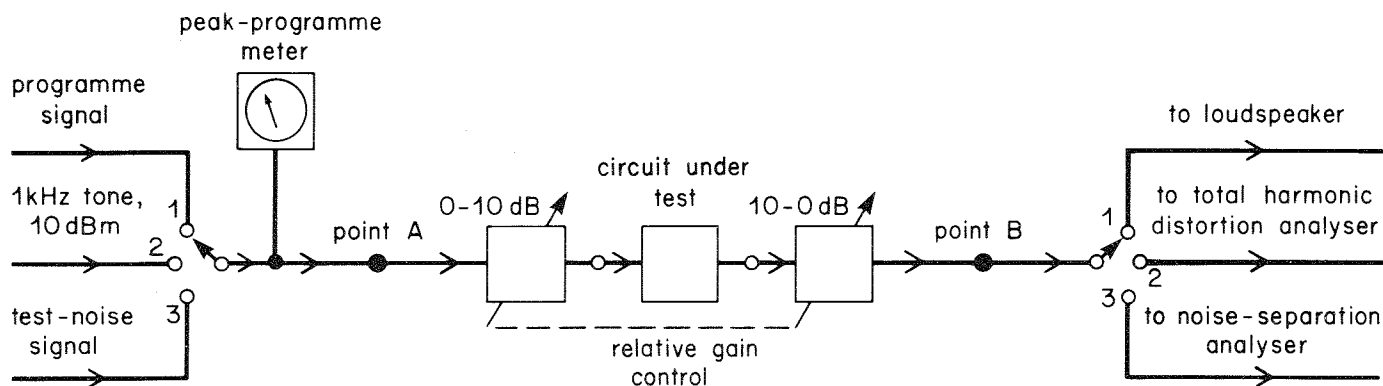 peak-programme
meter
programme
signal
to loudspeaker
circuit under
test
1kHz tone,
10dBm
1
0-10 dB
10-0 dB
1
to total harmonic
distortion analyser
2
point A
point B
2
3
3
test-noise
signal
to noise-separation
analyser
relative gain
control